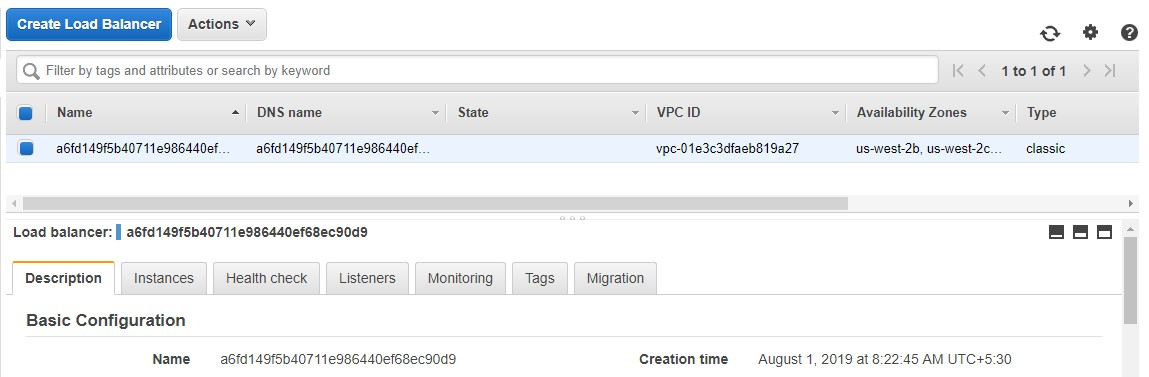 Create Load Balancer Actions
Filter by tags and attributes or search by keyword 1 to 1 of 1
Name DNS name State VPC ID Availability Zones Type
a6fd149f5b40711e986440ef... a6fd149f5b40711e986440ef... vpc-01e3c3dfaeb819a27 us-west-2b, us-west-2c... classic
Load balancer: a6fd149f5b40711e986440ef68ec90d9
Description Instances Health check Listeners Monitoring Tags Migration
Basic Configuration
Name a6fd149f5b40711e986440ef68ec90d9 Creation time August 1, 2019 at 8:22:45 AM UTC+5:30